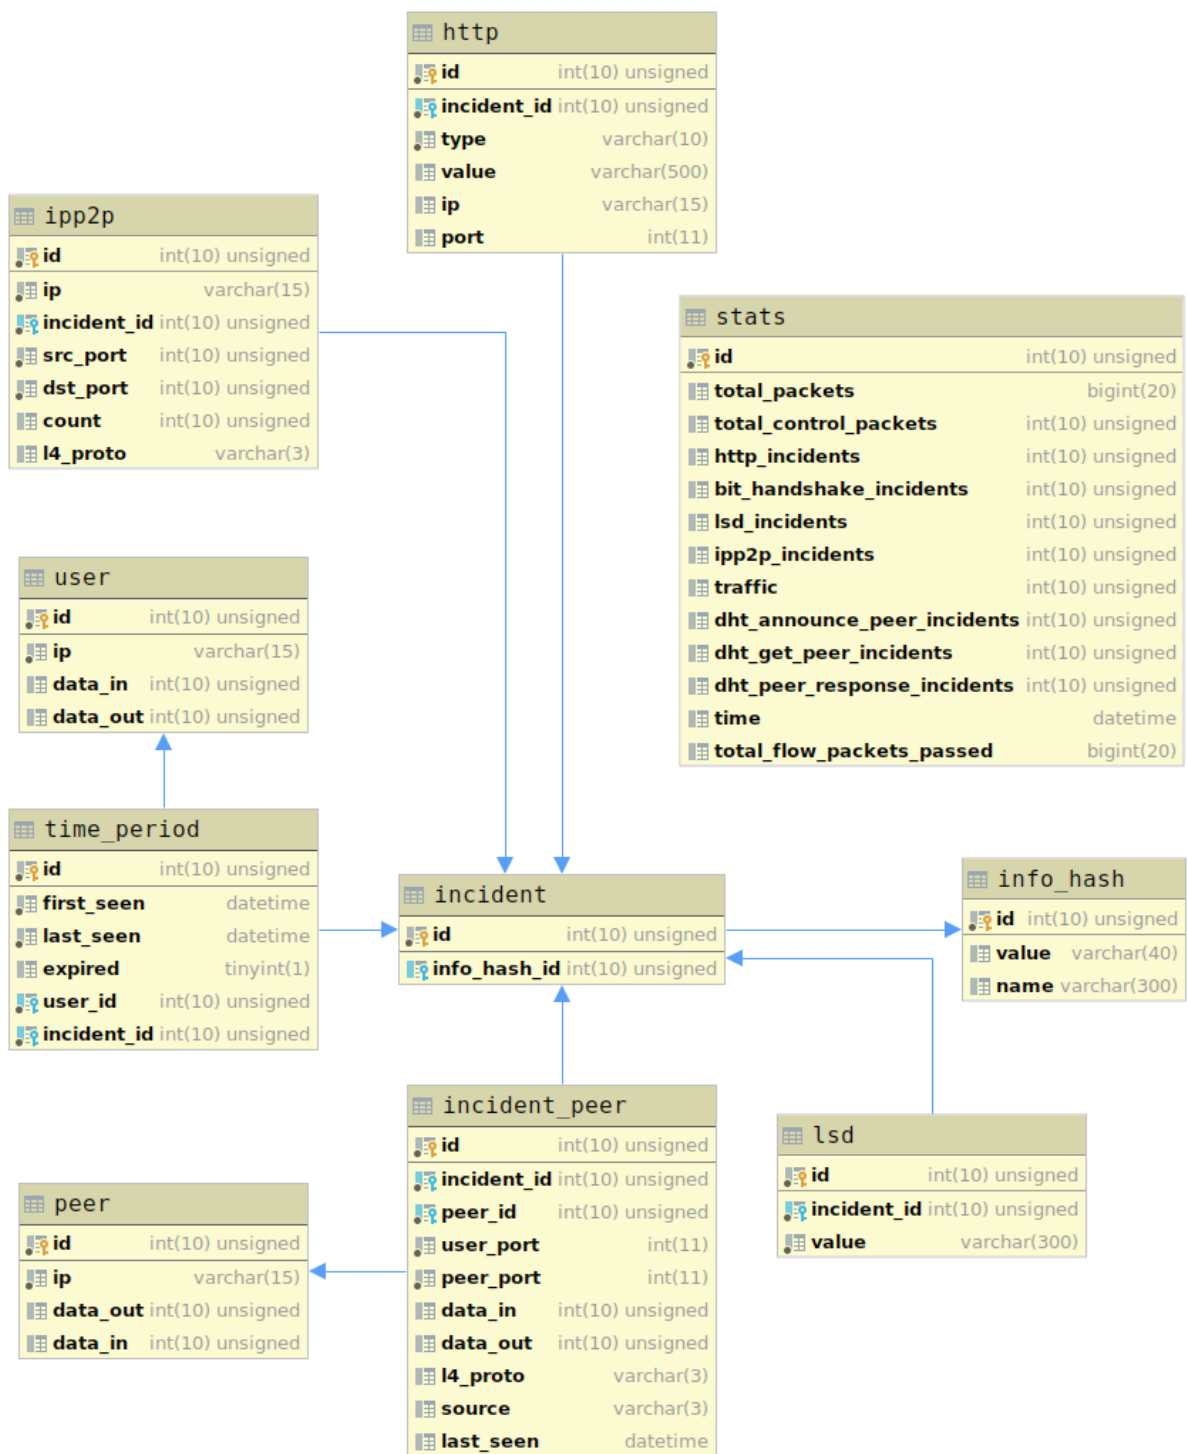 http
id int(10) unsigned
incident_id int(10) unsigned
type varchar(10)
value varchar(500)
ip varchar(15)
port int(11)
ipp2p
id int(10) unsigned
ip varchar(15)
incident_id int(10) unsigned
src_port int(10) unsigned
dst_port int(10) unsigned
count int(10) unsigned
l4_proto varchar(3)
stats
id int(10) unsigned
total_packets bigint(20)
total_control_packets int(10) unsigned
http_incidents int(10) unsigned
bit_handshake_incidents int(10) unsigned
lsd_incidents int(10) unsigned
ipp2p_incidents int(10) unsigned
traffic int(10) unsigned
dht_announce_peer_incidents int(10) unsigned
dht_get_peer_incidents int(10) unsigned
dht_peer_response_incidents int(10) unsigned
time datetime
total_flow_packets_passed bigint(20)
user
id int(10) unsigned
ip varchar(15)
data_in int(10) unsigned
data_out int(10) unsigned
time_period
id int(10) unsigned
first_seen datetime
last_seen datetime
expired tinyint(1)
user_id int(10) unsigned
incident_id int(10) unsigned
incident
id int(10) unsigned
info_hash_id int(10) unsigned
info_hash
id int(10) unsigned
value varchar(40)
name varchar(300)
incident_peer
id int(10) unsigned
incident_id int(10) unsigned
peer_id int(10) unsigned
user_port int(11)
peer_port int(11)
data_in int(10) unsigned
data_out int(10) unsigned
l4_proto varchar(3)
source varchar(3)
last_seen datetime
lsd
id int(10) unsigned
incident_id int(10) unsigned
value varchar(300)
peer
id int(10) unsigned
ip varchar(15)
data_out int(10) unsigned
data_in int(10) unsigned